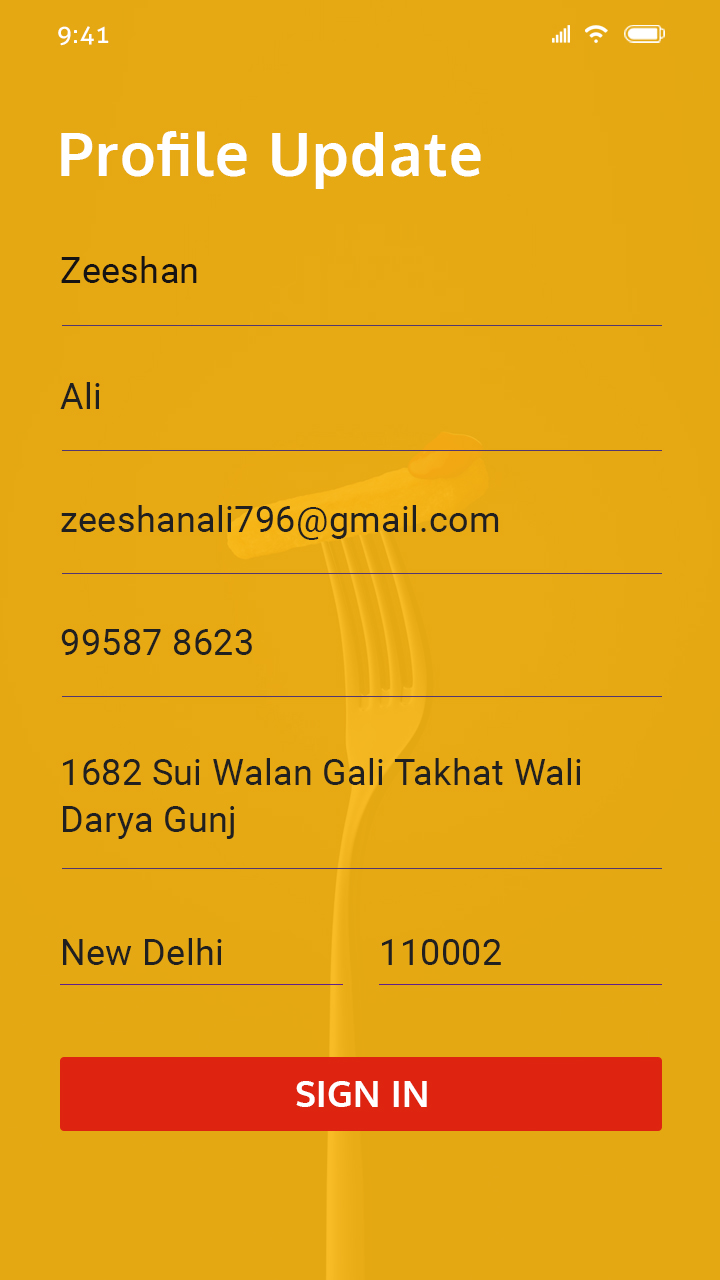 9:41
Profile Update
Zeeshan
Ali
zeeshanali796@gmail.com
99587 8623
1682 Sui Walan Gali Takhat Wali
Darya Gunj
New Delhi 110002
SIGN IN